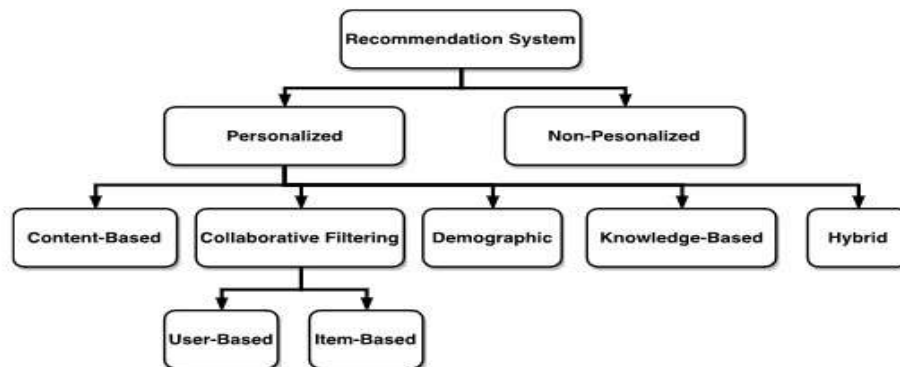 Recommendation System
Personalized
Non-Pesonalized
Content-Based
Collaborative Filtering
Demographic
Knowledge-Based
Hybrid
User-Based
Item-Based